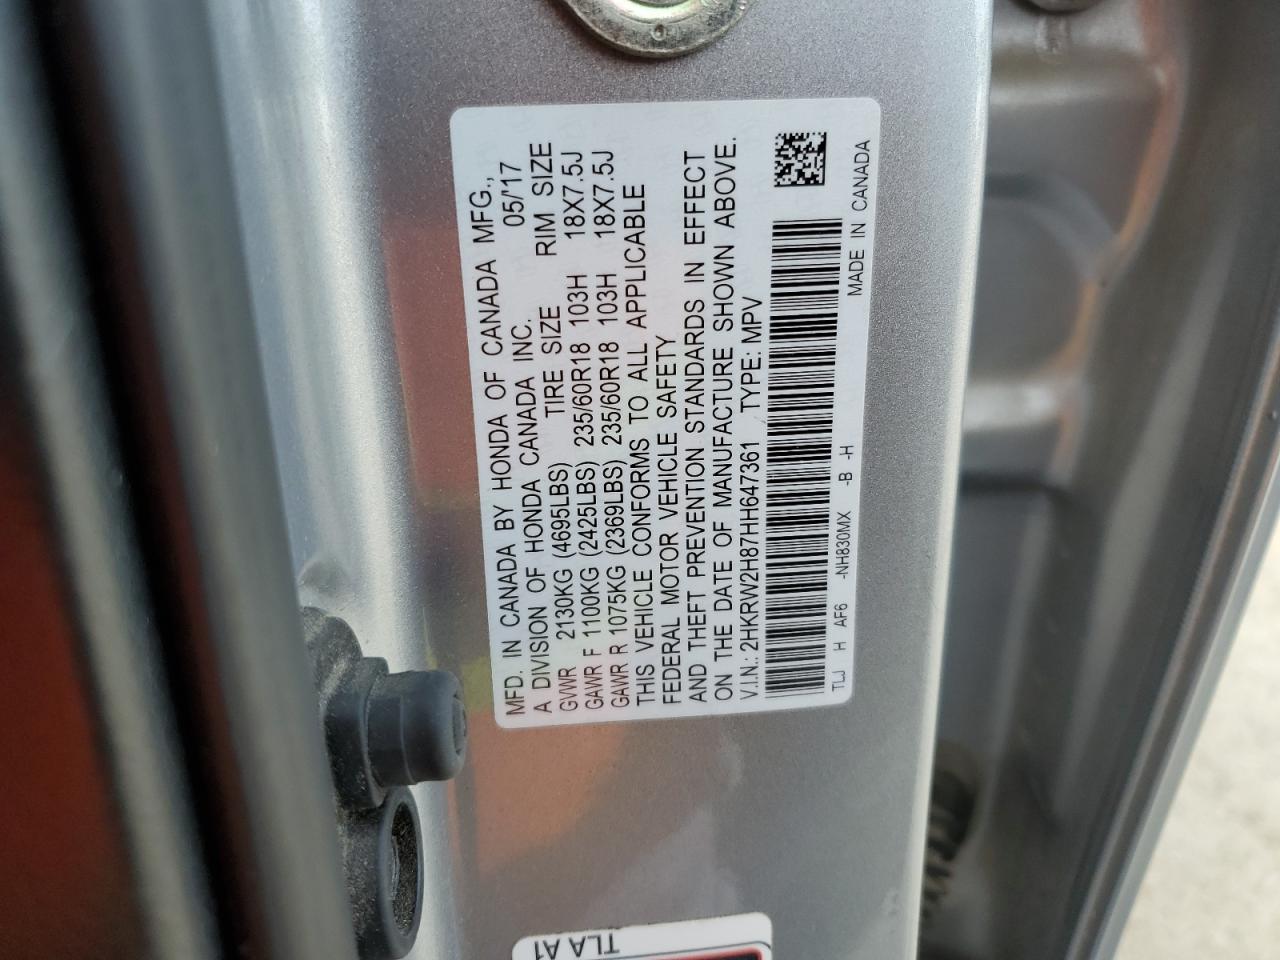 MFD. IN CANADA BY HONDA OF CANADA MFG.,
A DIVISION OF HONDA CANADA INC. 05/'17
GVWR 2130KG (4695LBS) TIRE SIZE RIM SIZE
GAWR F 1100KG (2425LBS) 235/60R18 103H 18X7.5J
GAWR R 1075KG (2369LBS) 235/60R18 103H 18X7.5J
THIS VEHICLE CONFORMS TO ALL APPLICABLE
FEDERAL MOTOR VEHICLE SAFETY
AND THEFT PREVENTION STANDARDS IN EFFECT
ON THE DATE OF MANUFACTURE SHOWN ABOVE.
V.I.N.: 2HKRW2H87HH647361 TYPE: MPV
TLJ H AF6 -NH830MX -B -H MADE IN CANADA
TLA A1